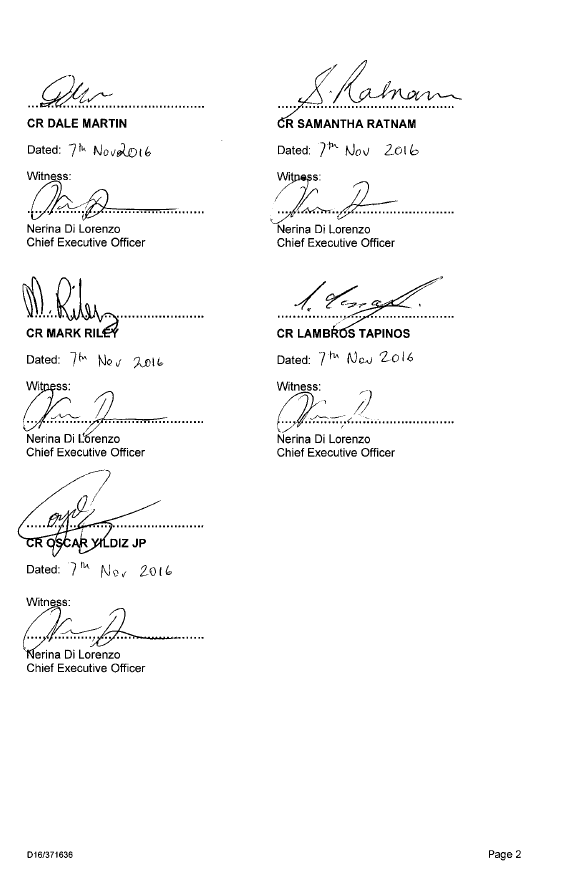 S. Ratnam
CR DALE MARTIN
CR SAMANTHA RATNAM
Dated: 7th Nov 2016
Dated: 7th Nov 2016
Witness:
Witness:
Nerina Di Lorenzo
Chief Executive Officer
Nerina Di Lorenzo
Chief Executive Officer
M. Riley
CR MARK RILEY
CR LAMBROS TAPINOS
Dated: 7th Nov 2016
Dated: 7th Nov 2016
Witness:
Witness:
Nerina Di Lorenzo
Chief Executive Officer
Nerina Di Lorenzo
Chief Executive Officer
CR OSCAR YILDIZ JP
Dated: 7th Nov 2016
Witness:
Nerina Di Lorenzo
Chief Executive Officer
D16/371636
Page 2